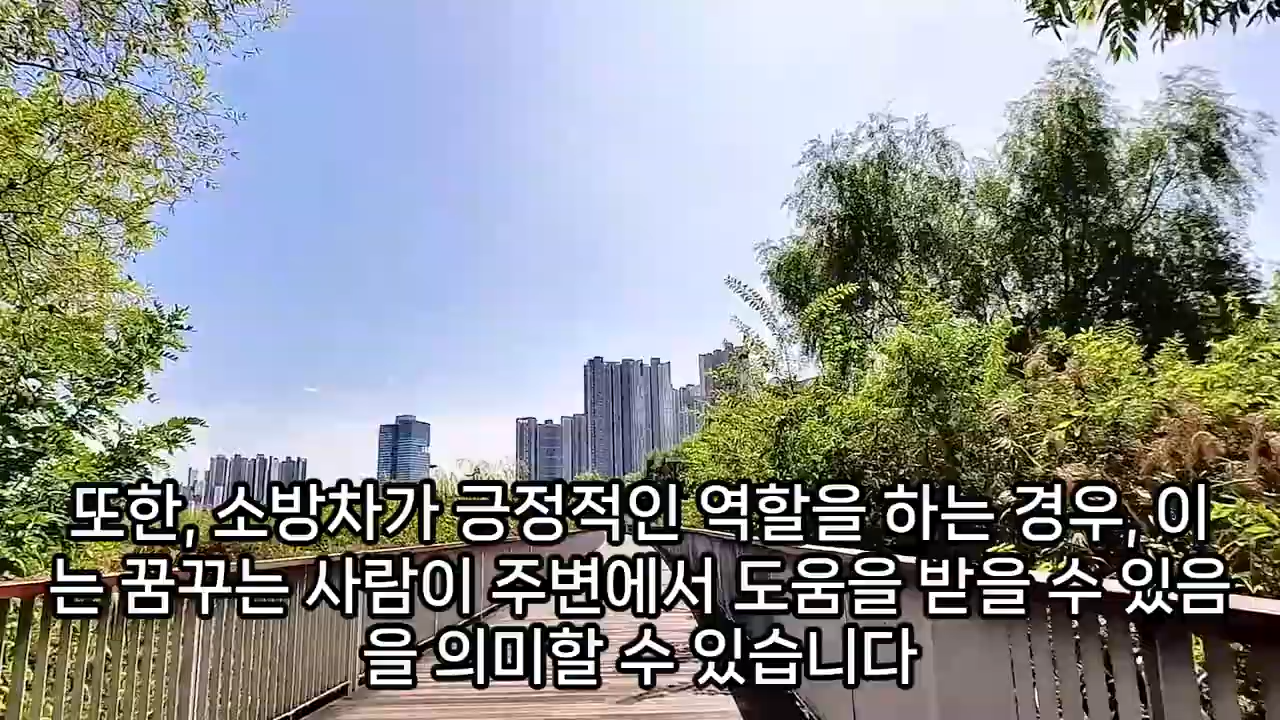 또한, 소방차가 긍정적인 역할을 하는 경우, 이
는 꿈꾸는 사람이 주변에서 도움을 받을 수 있음
을 의미할 수 있습니다